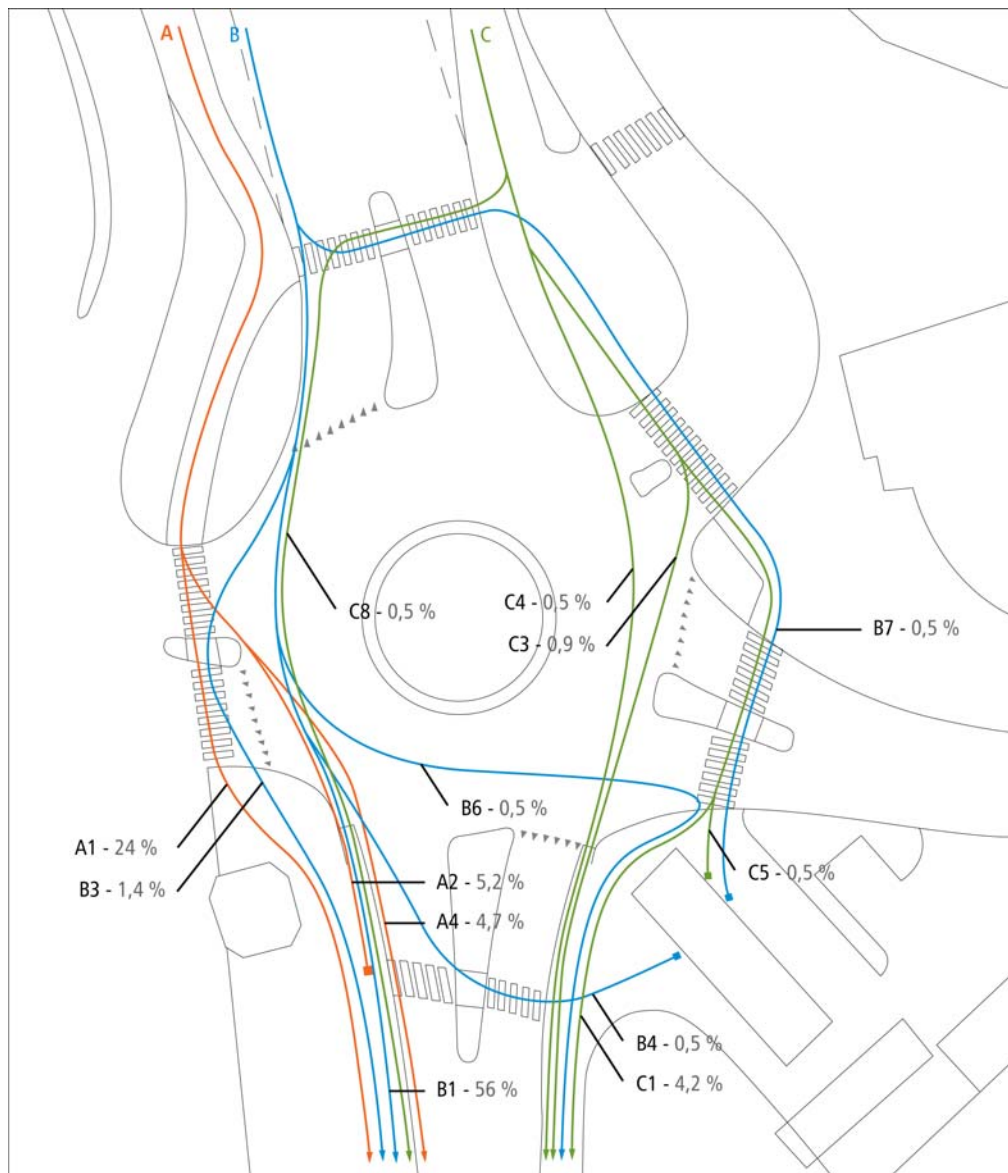 A
B
C
C8 - 0,5 %
C4 - 0,5 %
C3 - 0,9 %
B7 - 0,5 %
B6 - 0,5 %
A1 - 24 %
B3 - 1,4 %
A2 - 5,2 %
A4 - 4,7 %
C5 - 0,5 %
B4 - 0,5 %
C1 - 4,2 %
B1 - 56 %